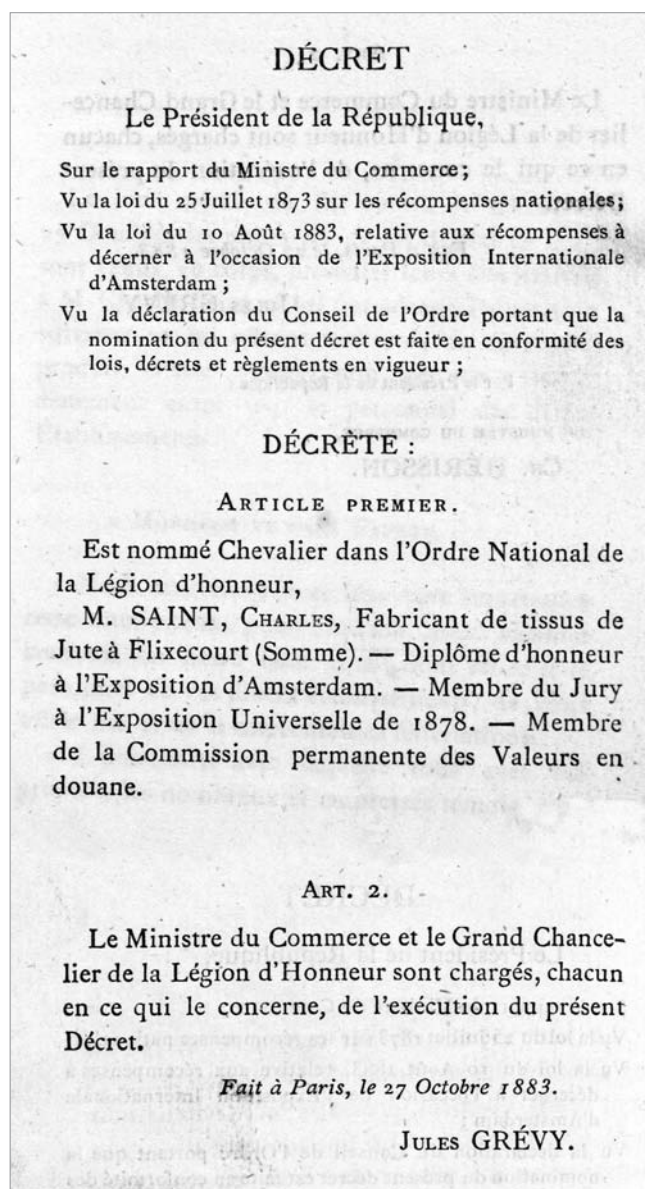 DÉCRET
Le Président de la République,
Sur le rapport du Ministre du Commerce ;
Vu la loi du 25 Juillet 1873 sur les récompenses nationales ;
Vu la loi du 10 Août 1883, relative aux récompenses à
décerner à l'occasion de l'Exposition Internationale
d'Amsterdam ;
Vu la déclaration du Conseil de l'Ordre portant que la
nomination du présent décret est faite en conformité des
lois, décrets et règlements en vigueur ;
DÉCRÈTE :
ARTICLE PREMIER.
Est nommé Chevalier dans l'Ordre National de
la Légion d'honneur,
M. SAINT, CHARLES, Fabricant de tissus de
Jute à Flixecourt (Somme). — Diplôme d'honneur
à l'Exposition d'Amsterdam. — Membre du Jury
à l'Exposition Universelle de 1878. — Membre
de la Commission permanente des Valeurs en
douane.
ART. 2.
Le Ministre du Commerce et le Grand Chance-
lier de la Légion d'Honneur sont chargés, chacun
en ce qui le concerne, de l'exécution du présent
Décret.
Fait à Paris, le 27 Octobre 1883.
JULES GRÉVY.